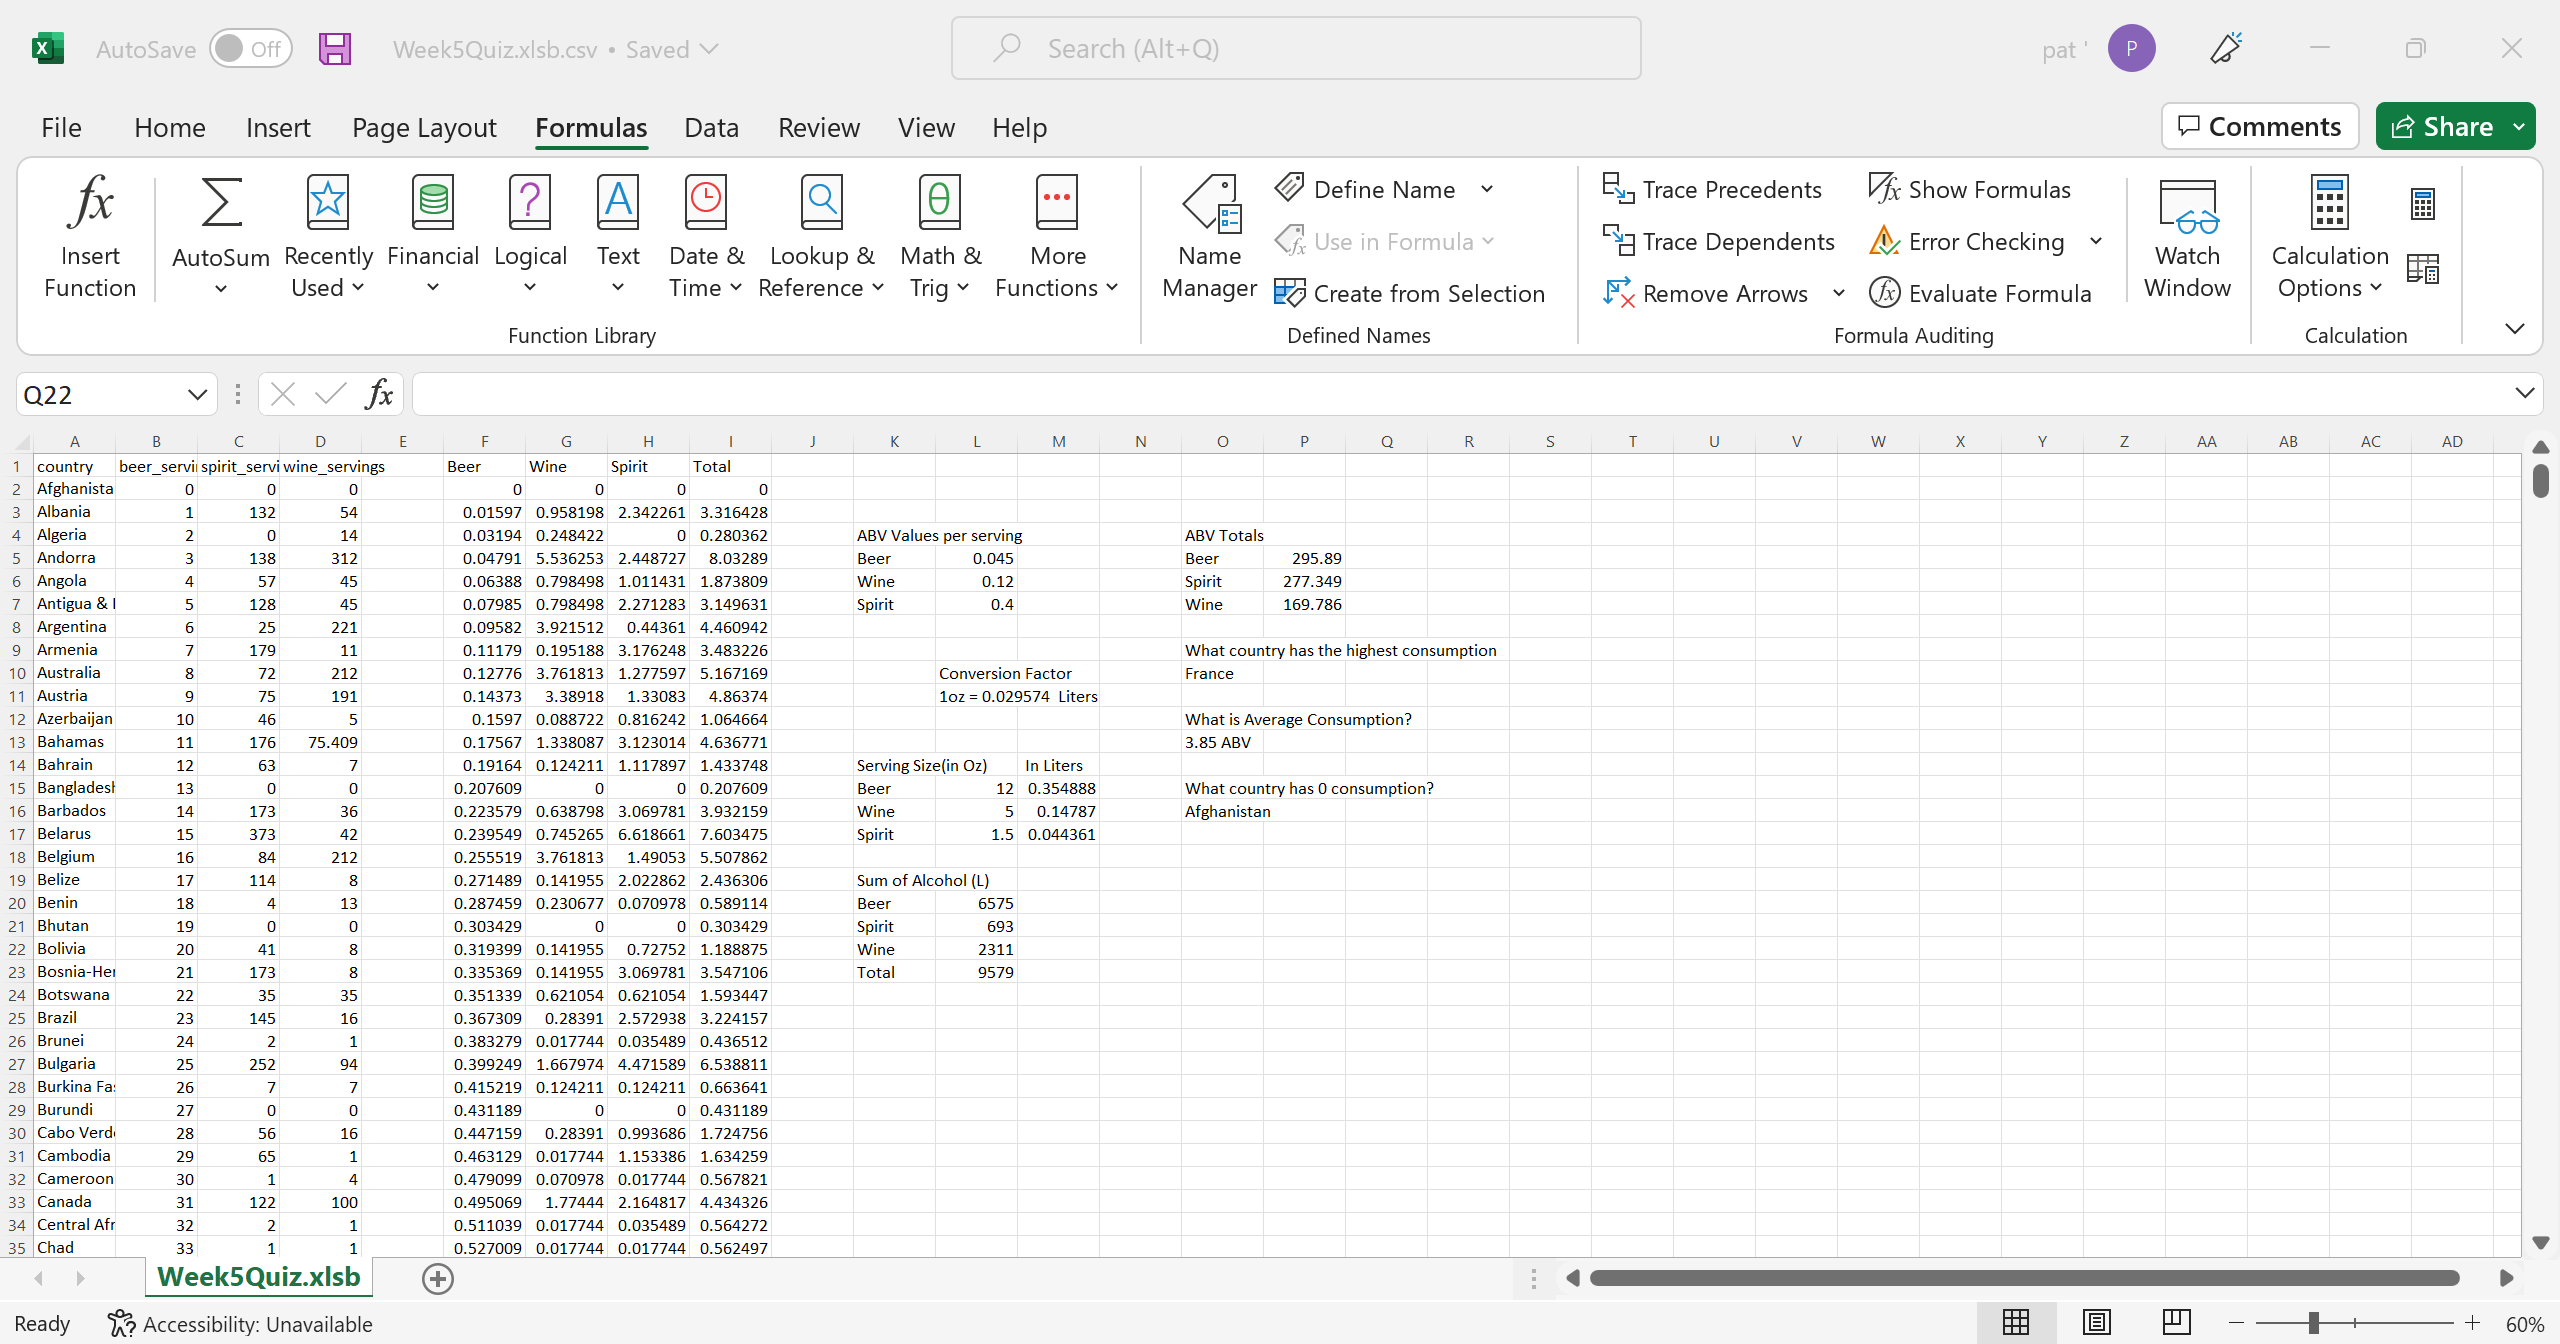 AutoSave Off Week5Quiz.xlsb.csv • Saved Search (Alt+Q) pat ' P
File Home Insert Page Layout Formulas Data Review View Help Comments Share
Insert Function AutoSum Recently Used Financial Logical Text Date & Time Lookup & Reference Math & Trig More Functions
Function Library
Name Manager Define Name Use in Formula Create from Selection
Defined Names
Trace Precedents Show Formulas
Trace Dependents Error Checking
Remove Arrows Evaluate Formula
Watch Window
Formula Auditing
Calculation Options
Calculation
Q22 fx
A B C D E F G H I J K L M N O P Q R S T U V W X Y Z AA AB AC AD
1 country beer_servi spirit_servi wine_servings Beer Wine Spirit Total
2 Afghanista 0 0 0 0 0 0 0
3 Albania 1 132 54 0.01597 0.958198 2.342261 3.316428
4 Algeria 2 0 14 0.03194 0.248422 0 0.280362 ABV Values per serving ABV Totals
5 Andorra 3 138 312 0.04791 5.536253 2.448727 8.03289 Beer 0.045 Beer 295.89
6 Angola 4 57 45 0.06388 0.798498 1.011431 1.873809 Wine 0.12 Spirit 277.349
7 Antigua & 5 128 45 0.07985 0.798498 2.271283 3.149631 Spirit 0.4 Wine 169.786
8 Argentina 6 25 221 0.09582 3.921512 0.44361 4.460942
9 Armenia 7 179 11 0.11179 0.195188 3.176248 3.483226 What country has the highest consumption
10 Australia 8 72 212 0.12776 3.761813 1.277597 5.167169 Conversion Factor France
11 Austria 9 75 191 0.14373 3.38918 1.33083 4.86374 1oz = 0.029574 Liters
12 Azerbaijan 10 46 5 0.1597 0.088722 0.816242 1.064664 What is Average Consumption?
13 Bahamas 11 176 75.409 0.17567 1.338087 3.123014 4.636771 3.85 ABV
14 Bahrain 12 63 7 0.19164 0.124211 1.117897 1.433748 Serving Size(in Oz) In Liters
15 Bangladesh 13 0 0 0.207609 0 0 0.207609 Beer 12 0.354888 What country has 0 consumption?
16 Barbados 14 173 36 0.223579 0.638798 3.069781 3.932159 Wine 5 0.14787 Afghanistan
17 Belarus 15 373 42 0.239549 0.745265 6.618661 7.603475 Spirit 1.5 0.044361
18 Belgium 16 84 212 0.255519 3.761813 1.49053 5.507862
19 Belize 17 114 8 0.271489 0.141955 2.022862 2.436306 Sum of Alcohol (L)
20 Benin 18 4 13 0.287459 0.230677 0.070978 0.589114 Beer 6575
21 Bhutan 19 0 0 0.303429 0 0 0.303429 Spirit 693
22 Bolivia 20 41 8 0.319399 0.141955 0.72752 1.188875 Wine 2311
23 Bosnia-Her 21 173 8 0.335369 0.141955 3.069781 3.547106 Total 9579
24 Botswana 22 35 35 0.351339 0.621054 0.621054 1.593447
25 Brazil 23 145 16 0.367309 0.28391 2.572938 3.224157
26 Brunei 24 2 1 0.383279 0.017744 0.035489 0.436512
27 Bulgaria 25 252 94 0.399249 1.667974 4.471589 6.538811
28 Burkina Fas 26 7 7 0.415219 0.124211 0.124211 0.663641
29 Burundi 27 0 0 0.431189 0 0 0.431189
30 Cabo Verde 28 56 16 0.447159 0.28391 0.993686 1.724756
31 Cambodia 29 65 1 0.463129 0.017744 1.153386 1.634259
32 Cameroon 30 1 4 0.479099 0.070978 0.017744 0.567821
33 Canada 31 122 100 0.495069 1.77444 2.164817 4.434326
34 Central Afr 32 2 1 0.511039 0.017744 0.035489 0.564272
35 Chad 33 1 1 0.527009 0.017744 0.017744 0.562497
Week5Quiz.xlsb
Ready Accessibility: Unavailable 60%